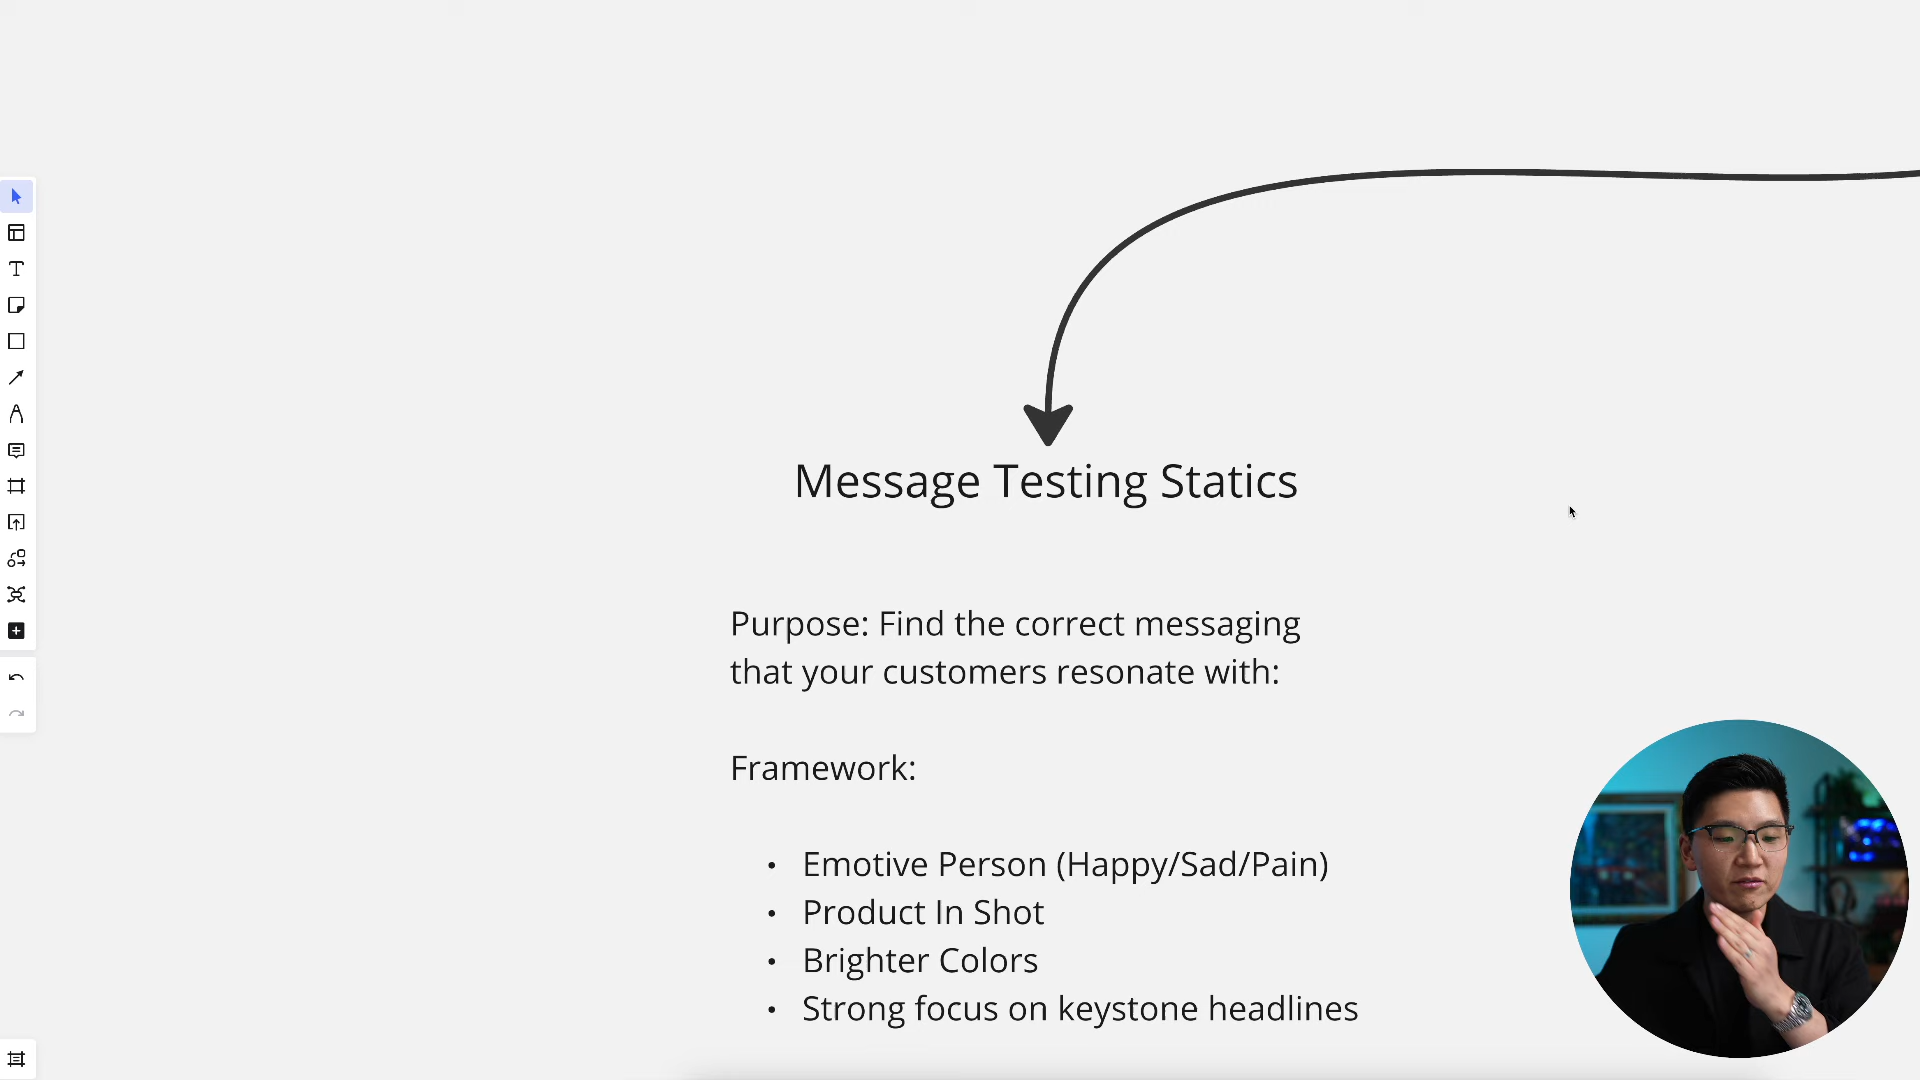 Message Testing Statics
Purpose: Find the correct messaging
that your customers resonate with:
Framework:
• Emotive Person (Happy/Sad/Pain)
• Product In Shot
• Brighter Colors
• Strong focus on keystone headlines